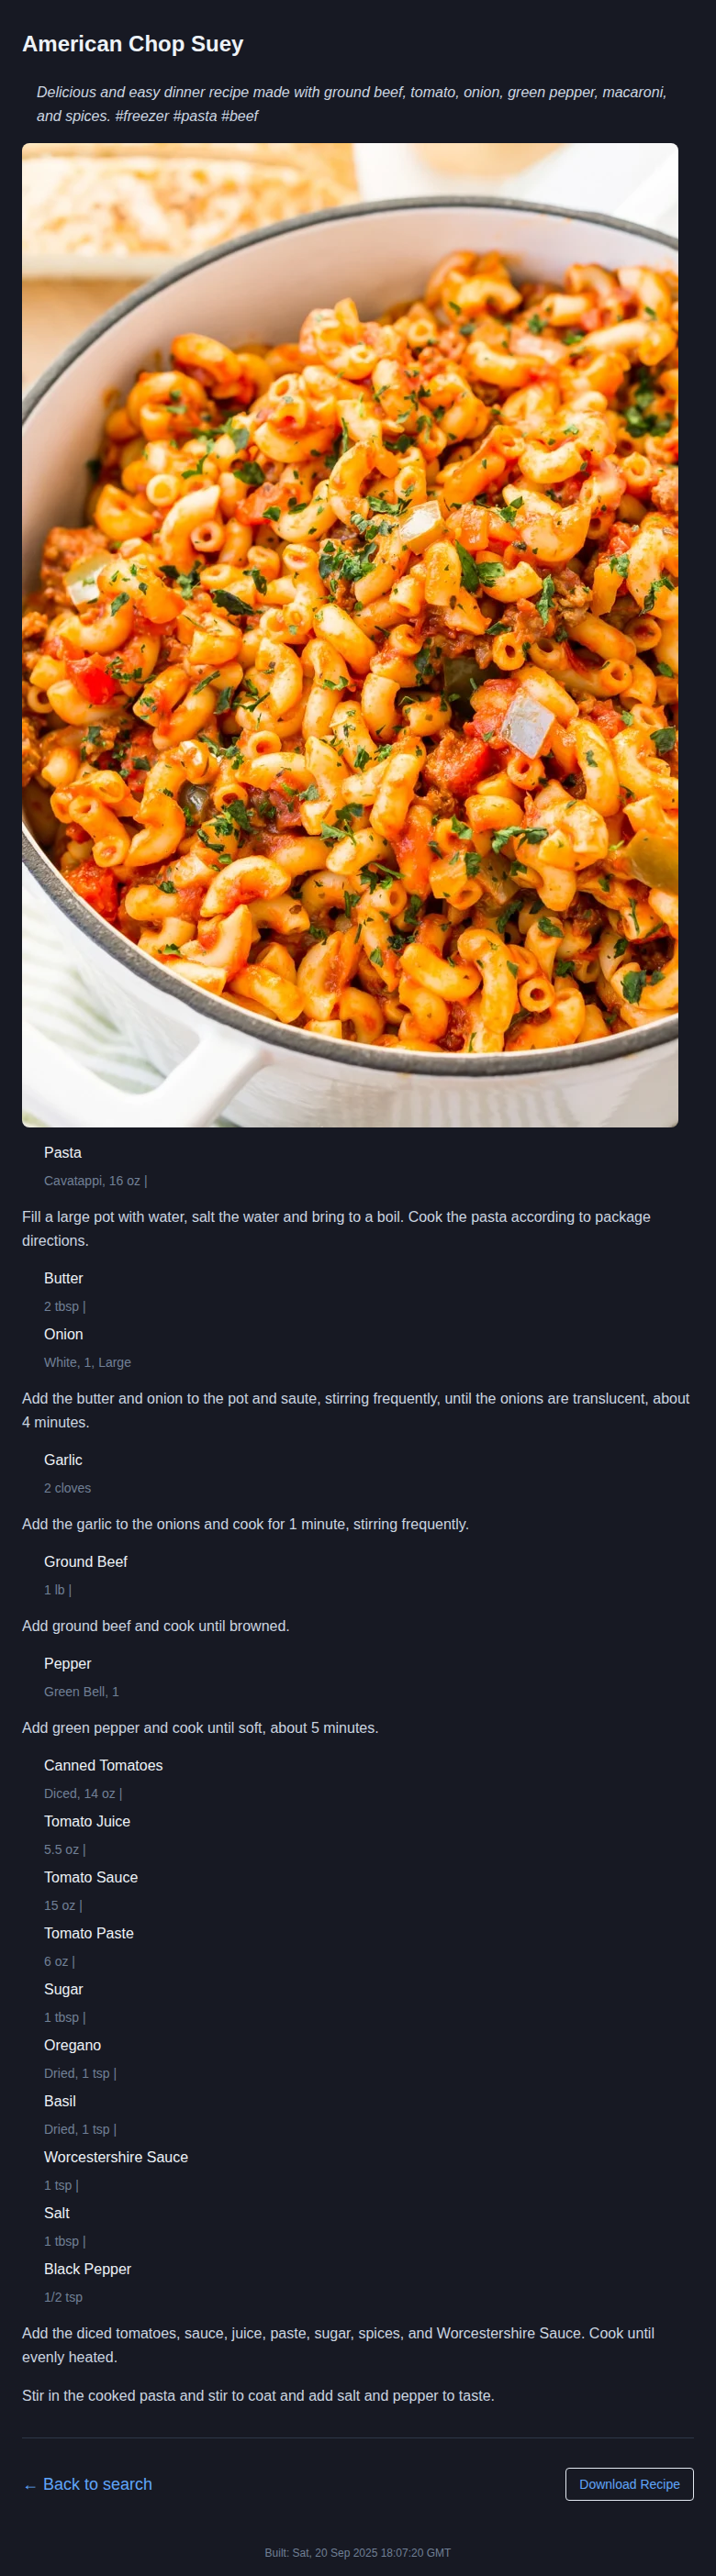 American Chop Suey
Delicious and easy dinner recipe made with ground beef, tomato, onion, green pepper, macaroni,
and spices. #freezer #pasta #beef
Pasta
Cavatappi, 16 oz |
Fill a large pot with water, salt the water and bring to a boil. Cook the pasta according to package
directions.
Butter
2 tbsp |
Onion
White, 1, Large
Add the butter and onion to the pot and saute, stirring frequently, until the onions are translucent, about
4 minutes.
Garlic
2 cloves
Add the garlic to the onions and cook for 1 minute, stirring frequently.
Ground Beef
1 lb |
Add ground beef and cook until browned.
Pepper
Green Bell, 1
Add green pepper and cook until soft, about 5 minutes.
Canned Tomatoes
Diced, 14 oz |
Tomato Juice
5.5 oz |
Tomato Sauce
15 oz |
Tomato Paste
6 oz |
Sugar
1 tbsp |
Oregano
Dried, 1 tsp |
Basil
Dried, 1 tsp |
Worcestershire Sauce
1 tsp |
Salt
1 tbsp |
Black Pepper
1/2 tsp
Add the diced tomatoes, sauce, juice, paste, sugar, spices, and Worcestershire Sauce. Cook until
evenly heated.
Stir in the cooked pasta and stir to coat and add salt and pepper to taste.
← Back to search
Download Recipe
Built: Sat, 20 Sep 2025 18:07:20 GMT